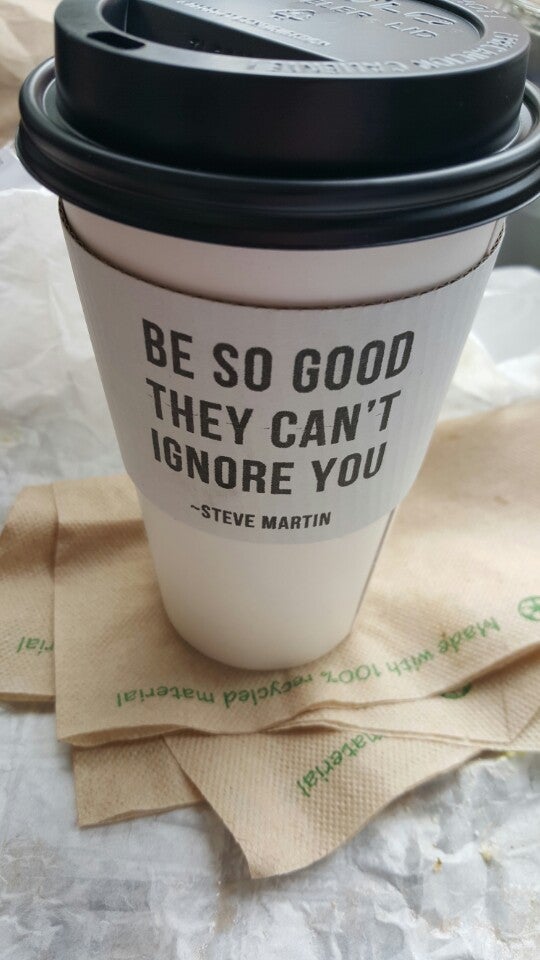 BE SO GOOD
THEY CAN'T
IGNORE YOU
~STEVE MARTIN
Made with 100% recycled material
material